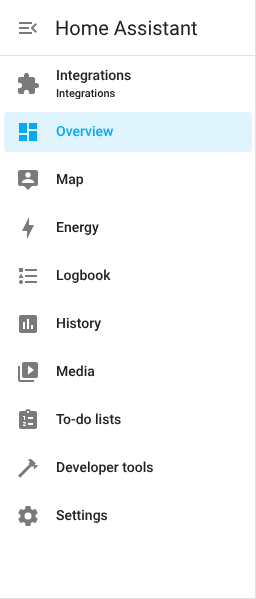 Home Assistant
Integrations
Integrations
Overview
Map
Energy
Logbook
History
Media
To-do lists
Developer tools
Settings